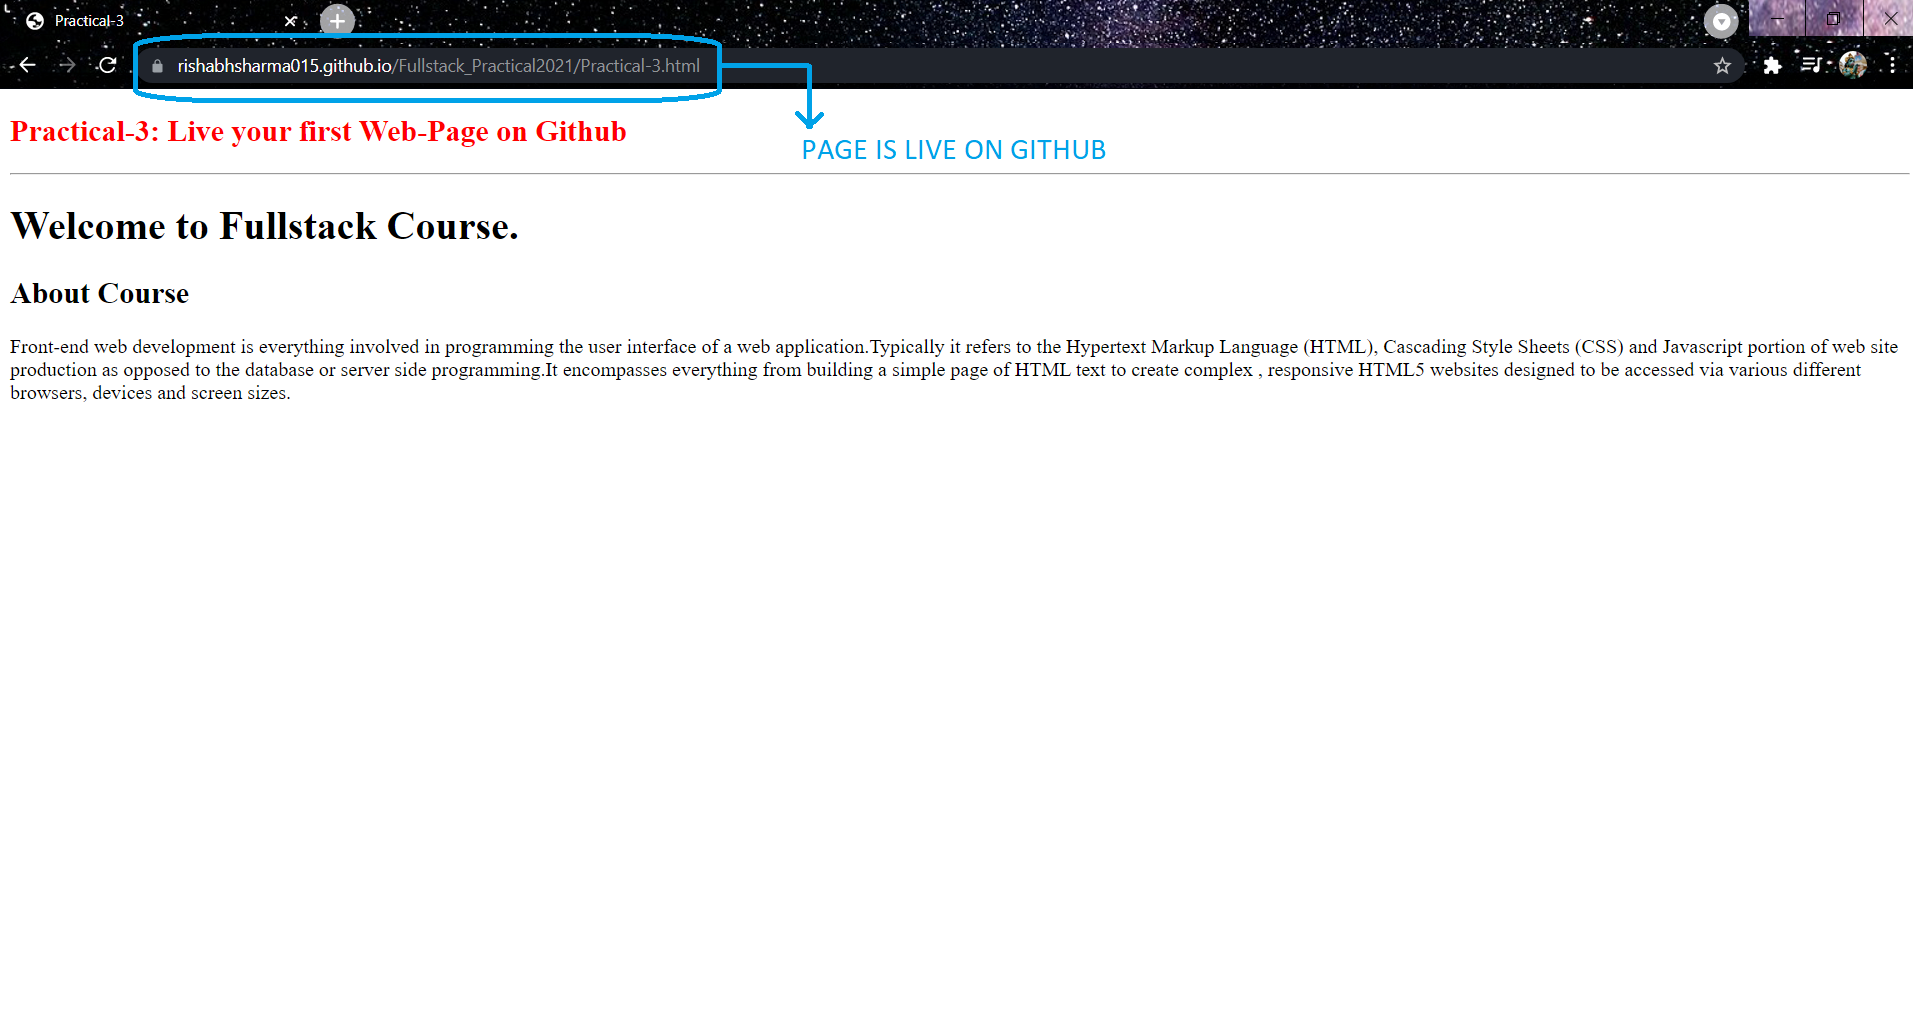 Practical-3
rishabhsharma015.github.io/Fullstack_Practical2021/Practical-3.html
Practical-3: Live your first Web-Page on Github
PAGE IS LIVE ON GITHUB
Welcome to Fullstack Course.
About Course
Front-end web development is everything involved in programming the user interface of a web application.Typically it refers to the Hypertext Markup Language (HTML), Cascading Style Sheets (CSS) and Javascript portion of web site
production as opposed to the database or server side programming.It encompasses everything from building a simple page of HTML text to create complex , responsive HTML5 websites designed to be accessed via various different
browsers, devices and screen sizes.